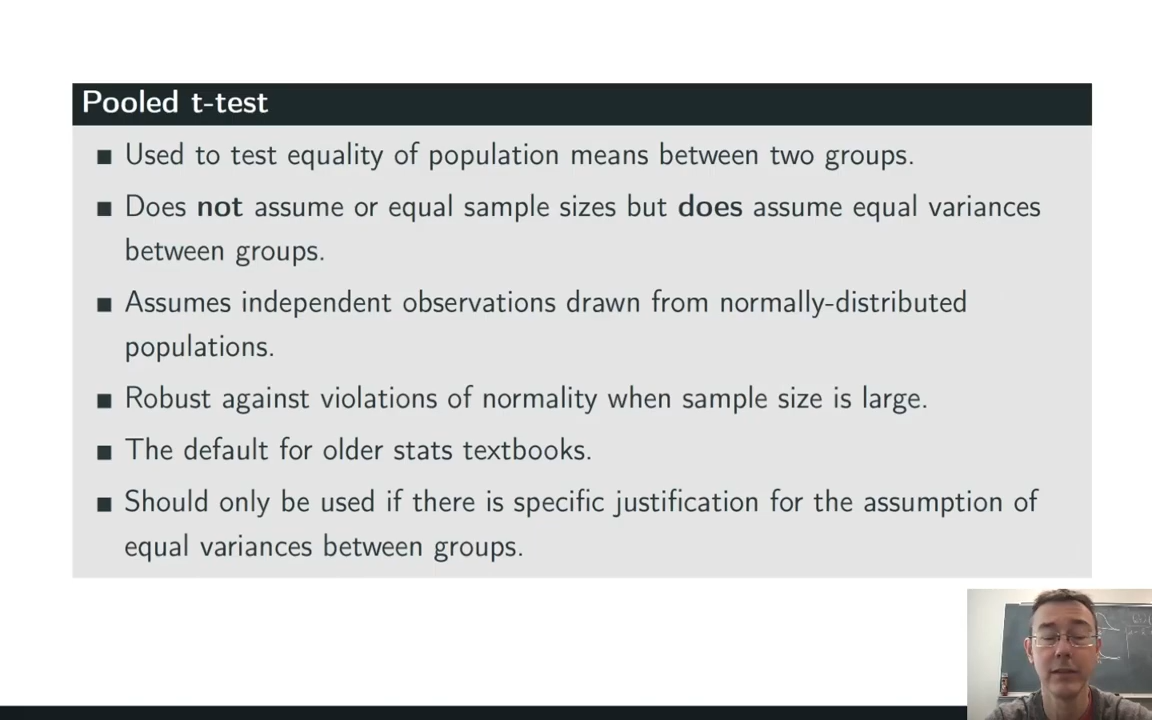 Pooled t-test
■ Used to test equality of population means between two groups.
■ Does not assume or equal sample sizes but does assume equal variances
between groups.
■ Assumes independent observations drawn from normally-distributed
populations.
■ Robust against violations of normality when sample size is large.
■ The default for older stats textbooks.
■ Should only be used if there is specific justification for the assumption of
equal variances between groups.